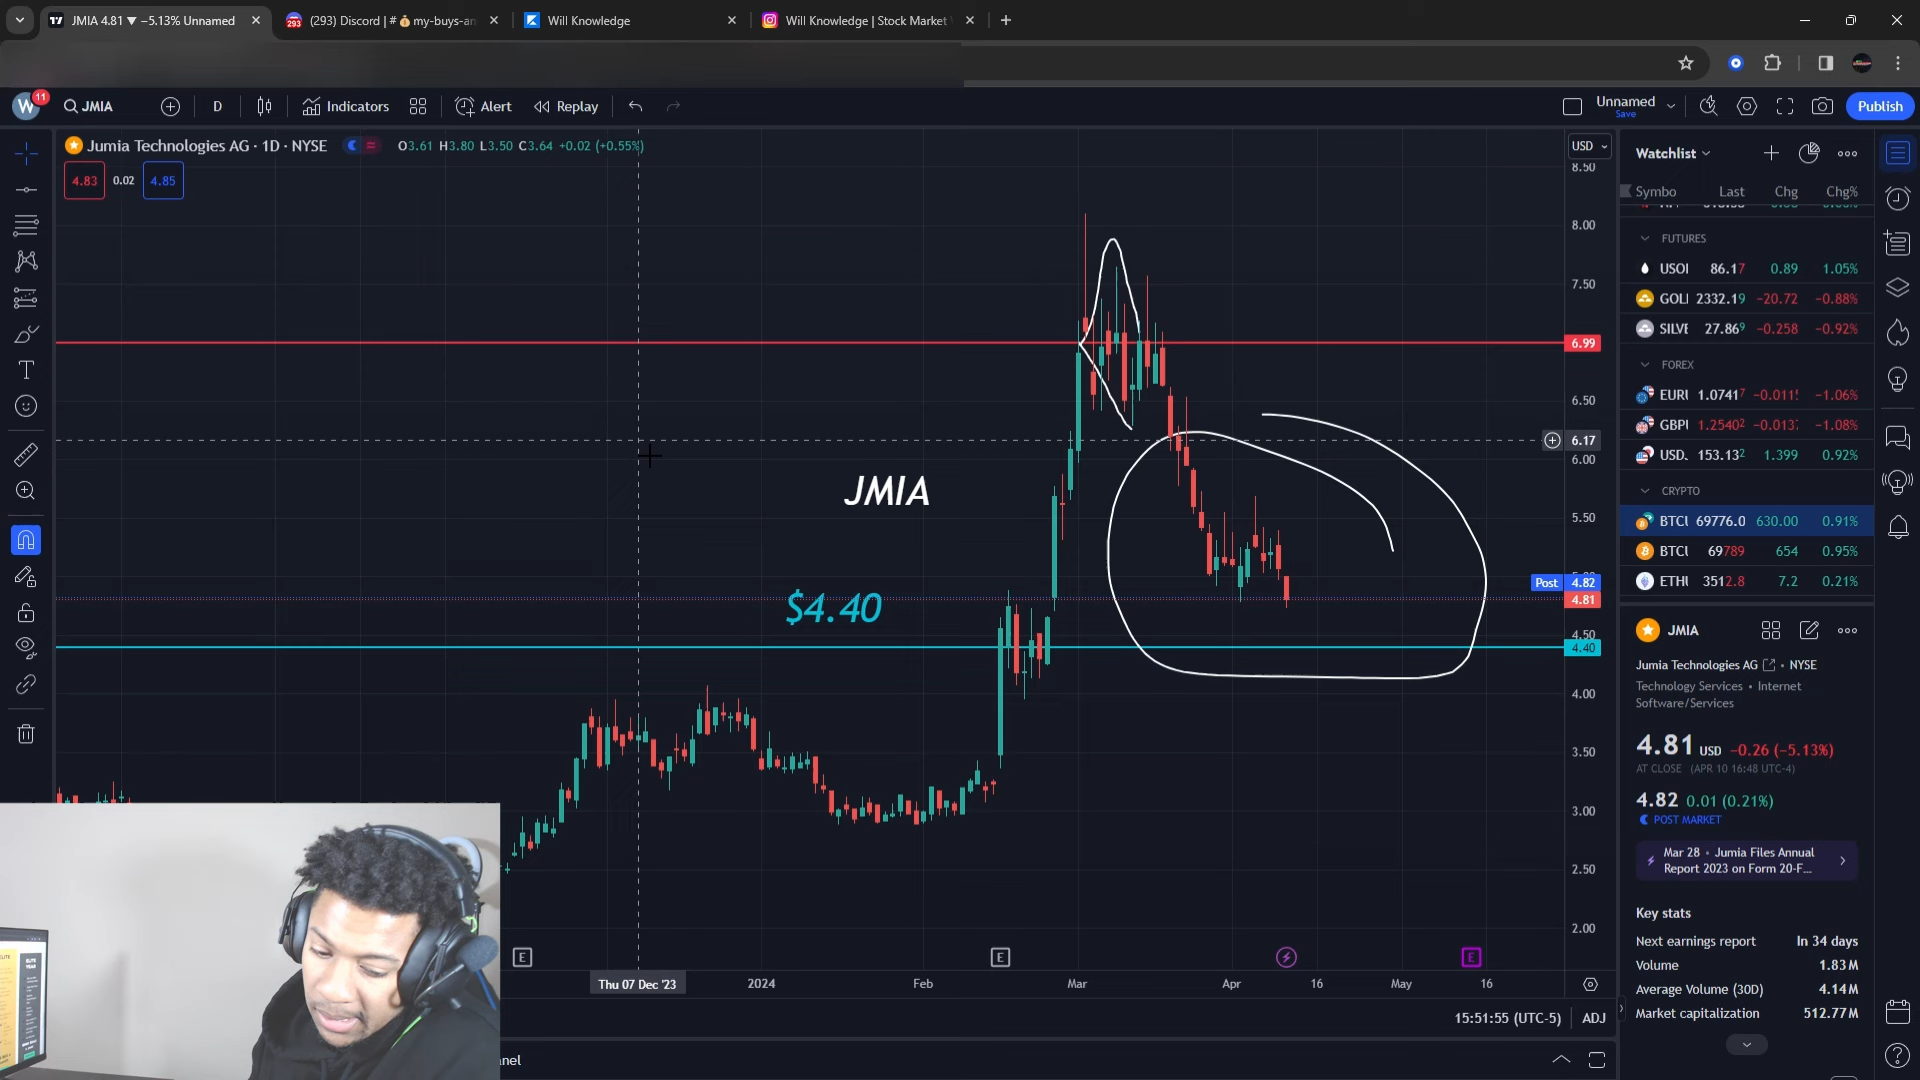 JMIA 4.81 ▼ −5.13% Unnamed
(293) Discord | # 💰my-buys-an
Will Knowledge
Will Knowledge | Stock Market
W 11
JMIA
D
Indicators
Alert
Replay
Unnamed
Save
Publish
Jumia Technologies AG · 1D · NYSE
O3.61 H3.80 L3.50 C3.64 +0.02 (+0.55%)
4.83 0.02 4.85
USD
8.50
8.00
7.50
6.99
6.50
6.17
6.00
5.50
Post 4.82
4.81
4.50
4.40
4.00
3.50
3.00
2.50
2.00
JMIA
$4.40
E
E
E
Thu 07 Dec '23
2024
Feb
Mar
Apr
16
May
16
15:51:55 (UTC-5)
ADJ
nel
Watchlist
Symbo Last Chg Chg%
FUTURES
USOI 86.17 0.89 1.05%
GOLI 2332.19 −20.72 −0.88%
SILVE 27.869 −0.258 −0.92%
FOREX
EURI 1.07417 −0.011 −1.06%
GBPI 1.25402 −0.013 −1.08%
USD. 153.132 1.399 0.92%
CRYPTO
BTCI 69776.0 630.00 0.91%
BTCI 69789 654 0.95%
ETHI 3512.8 7.2 0.21%
JMIA
Jumia Technologies AG • NYSE
Technology Services • Internet
Software/Services
4.81 USD −0.26 (−5.13%)
AT CLOSE (APR 10 16:48 UTC-4)
4.82 0.01 (0.21%)
POST MARKET
Mar 28 • Jumia Files Annual
Report 2023 on Form 20-F...
Key stats
Next earnings report In 34 days
Volume 1.83M
Average Volume (30D) 4.14M
Market capitalization 512.77M